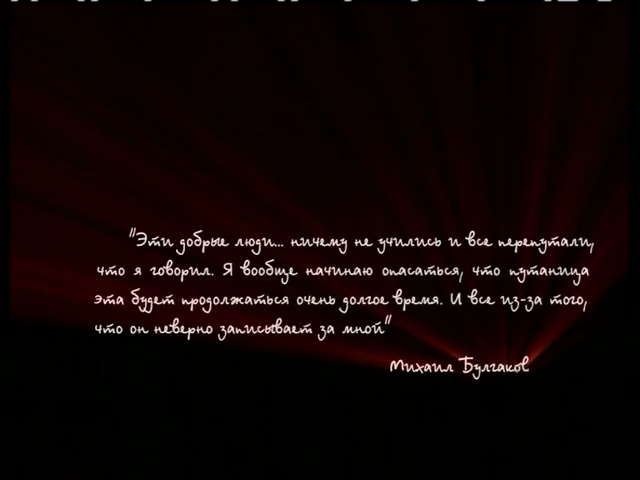 "Эти добрые люди... ничему не учились и все перепутали,
что я говорил. Я вообще начинаю опасаться, что путаница
эта будет продолжаться очень долгое время. И все из-за того,
что он неверно записывает за мной"
Михаил Булгаков